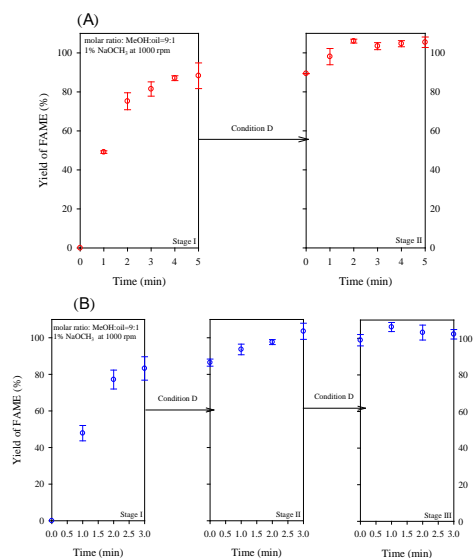 (A)
molar ratio: MeOH:oil=9:1
1% NaOCH3 at 1000 rpm
Yield of FAME (%)
100
80
60
40
20
0
Condition D
100
80
60
40
20
0
Stage I
Stage II
0 1 2 3 4 5
0 1 2 3 4 5
Time (min)
Time (min)
(B)
molar ratio: MeOH:oil=9:1
1% NaOCH3 at 1000 rpm
Yield of FAME (%)
100
80
60
40
20
0
Condition D
Condition D
100
80
60
40
20
0
Stage I
Stage II
Stage III
0.0 0.5 1.0 1.5 2.0 2.5 3.0
0.0 0.5 1.0 1.5 2.0 2.5 3.0
0.0 0.5 1.0 1.5 2.0 2.5 3.0
Time (min)
Time (min)
Time (min)